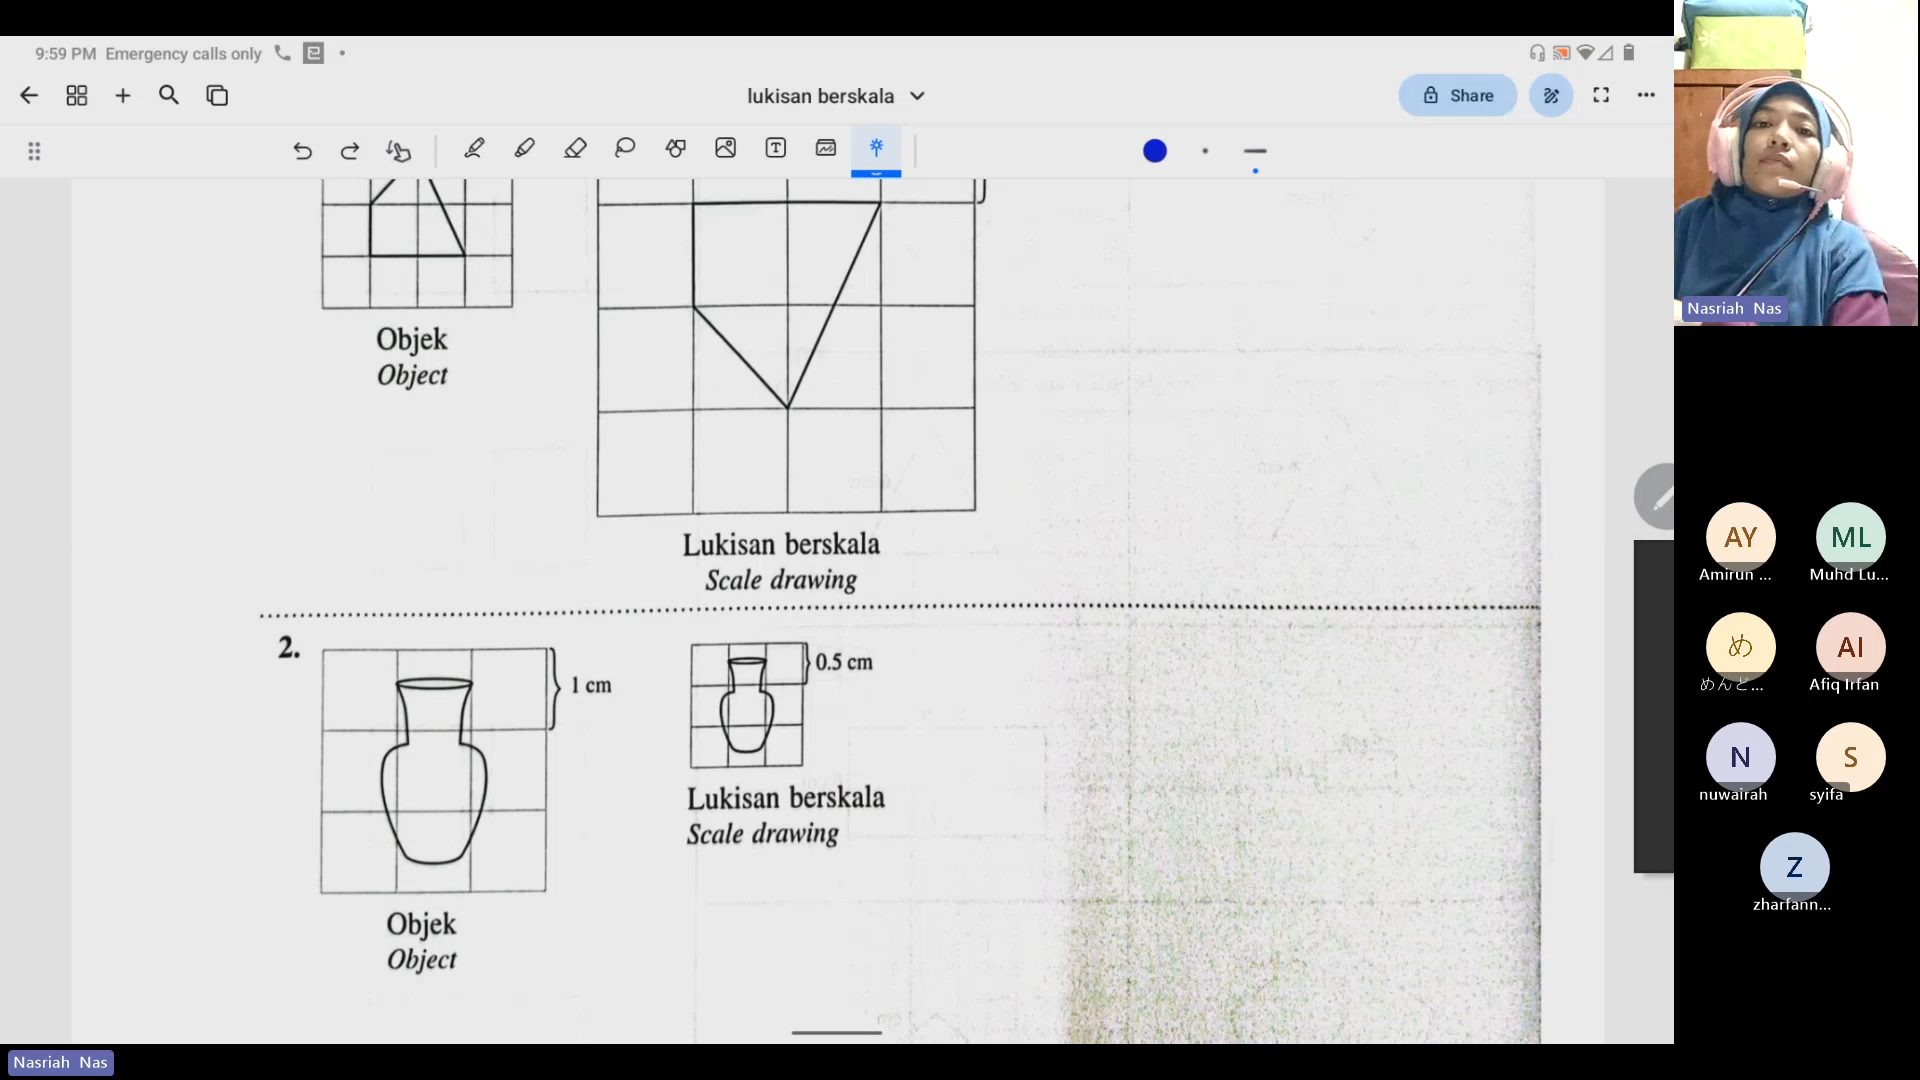 9:59 PM Emergency calls only
lukisan berskala
Share
Objek
Object
Lukisan berskala
Scale drawing
2.
1 cm
0.5 cm
Lukisan berskala
Scale drawing
Objek
Object
Nasriah Nas
AY
Amirun ...
ML
Muhd Lu...
め
めんど...
AI
Afiq Irfan
N
nuwairah
S
syifa
Z
zharfann...
Nasriah Nas